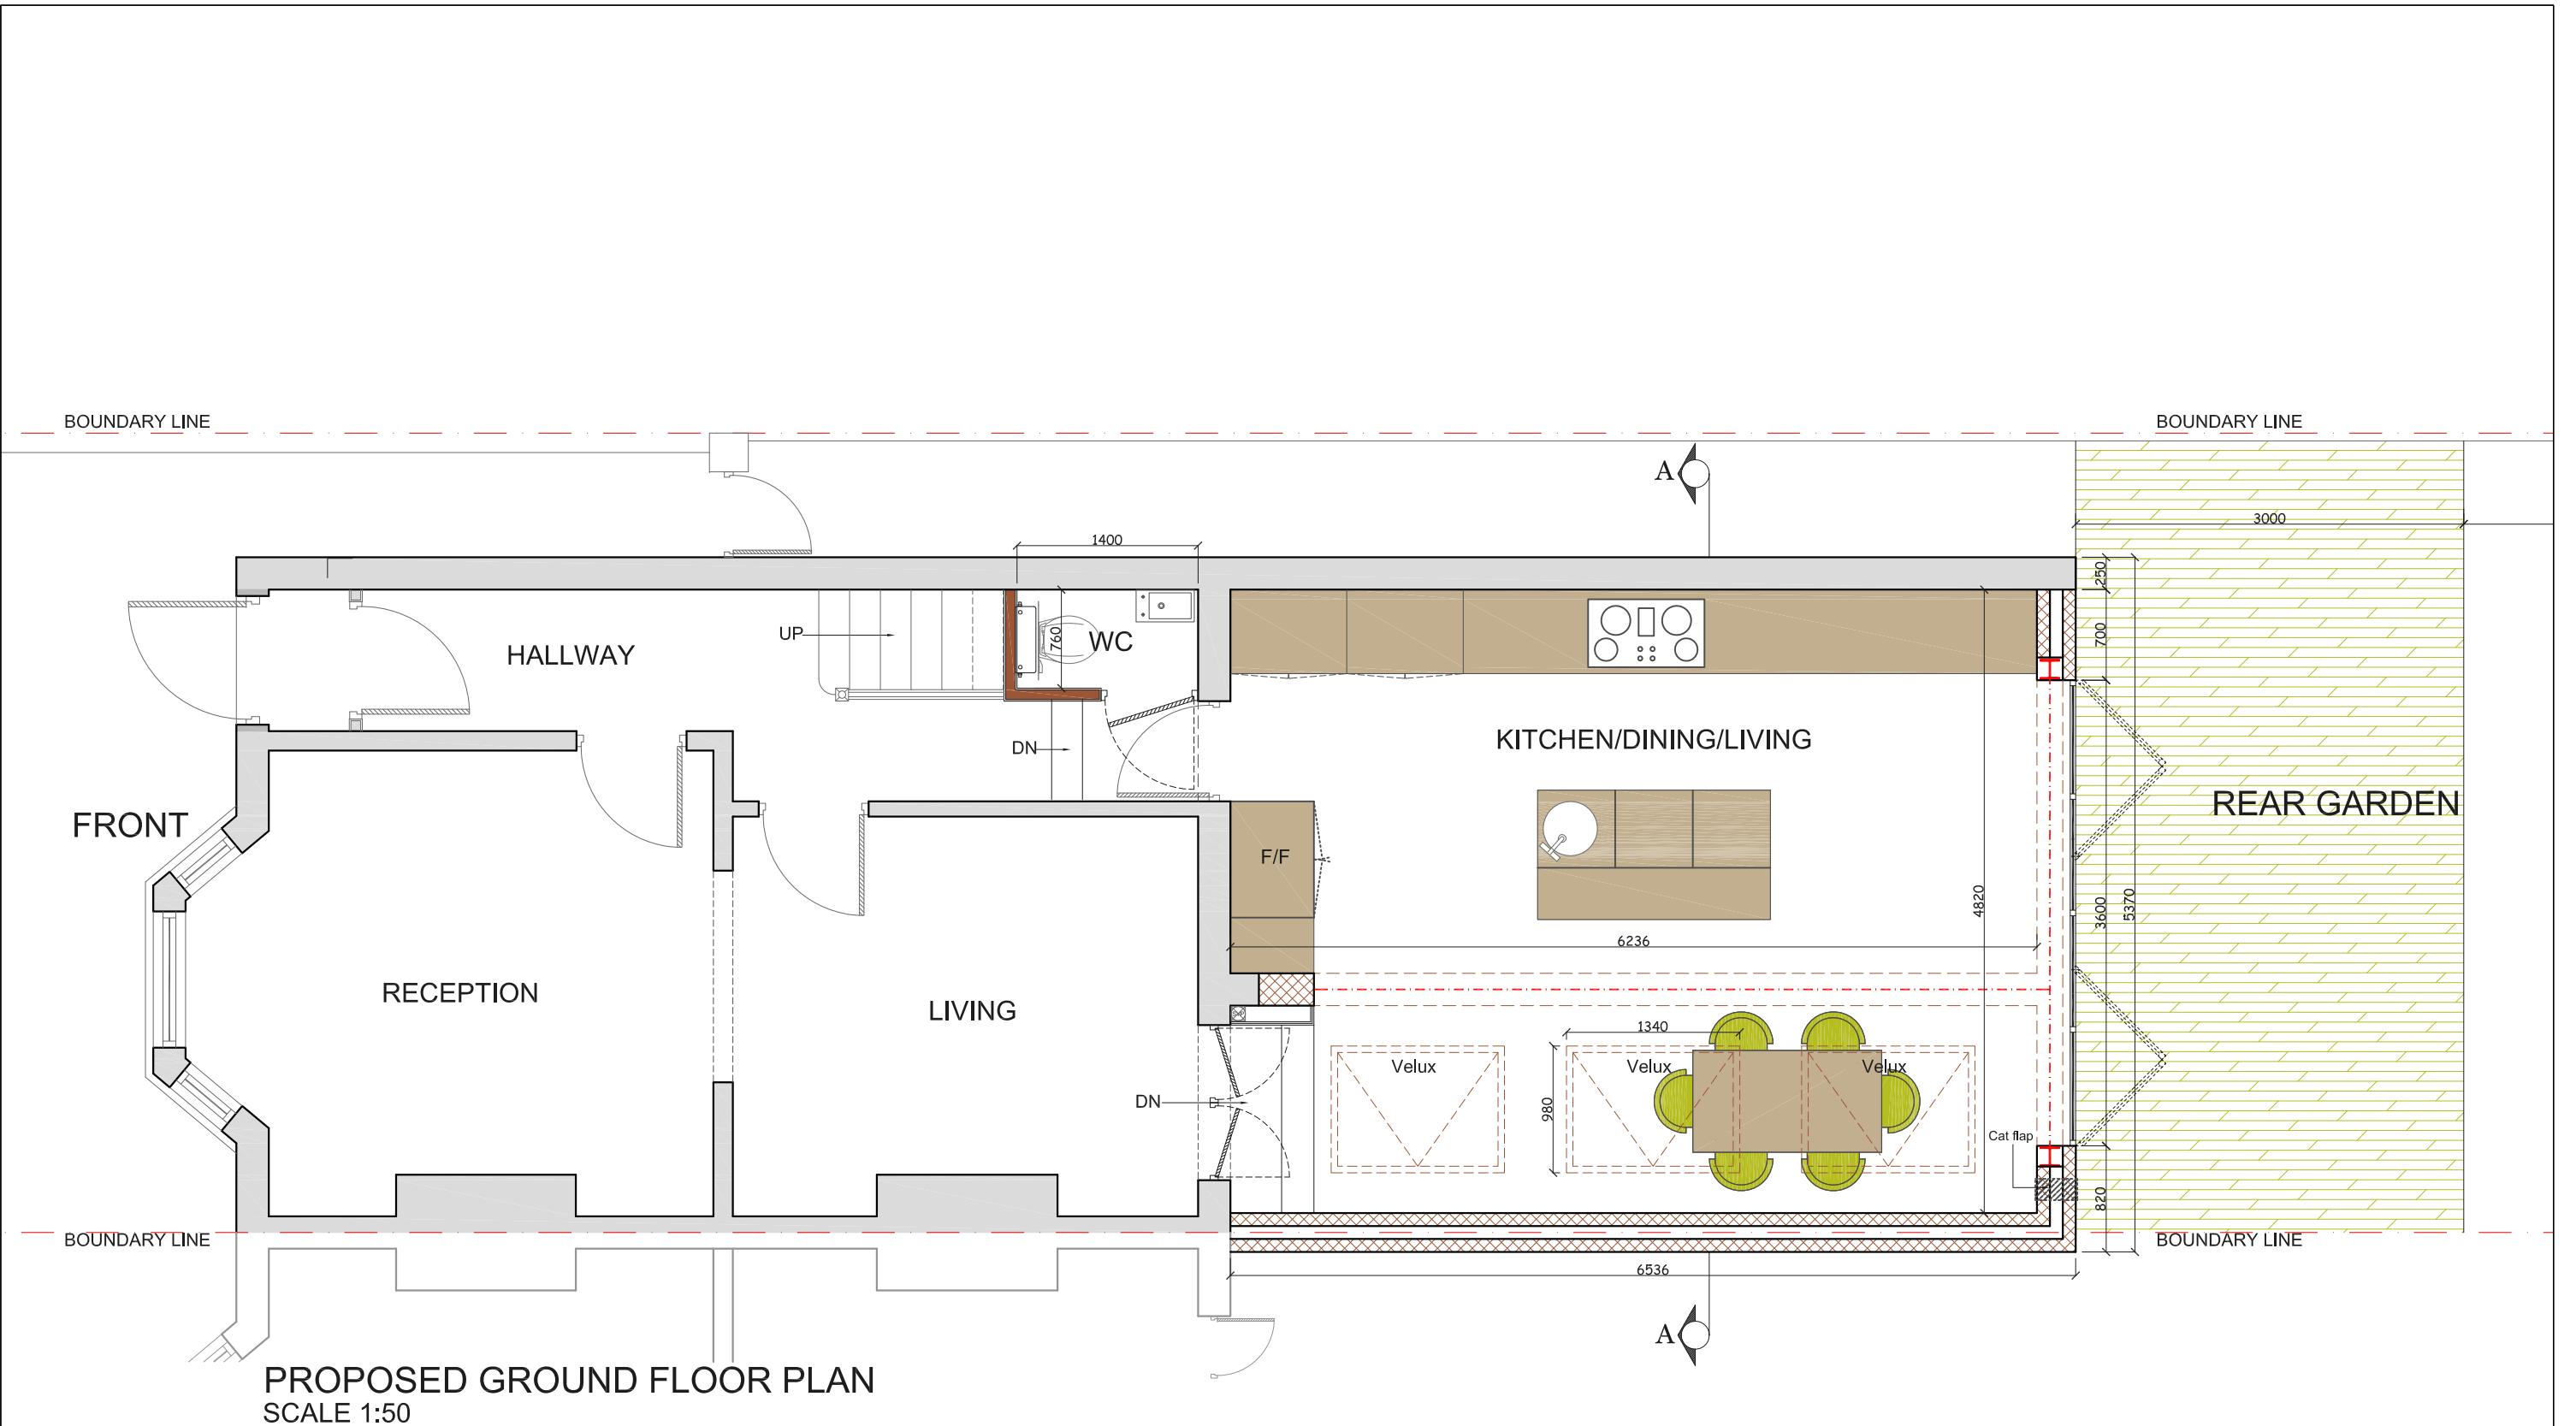 BOUNDARY LINE
BOUNDARY LINE
A
3000
1400
250
UP
HALLWAY
760
WC
700
DN
KITCHEN/DINING/LIVING
FRONT
REAR GARDEN
F/F
4820
3600
5370
6236
RECEPTION
LIVING
1340
Velux
Velux
Velux
980
DN
Cat flap
820
BOUNDARY LINE
BOUNDARY LINE
6536
A
PROPOSED GROUND FLOOR PLAN
SCALE 1:50